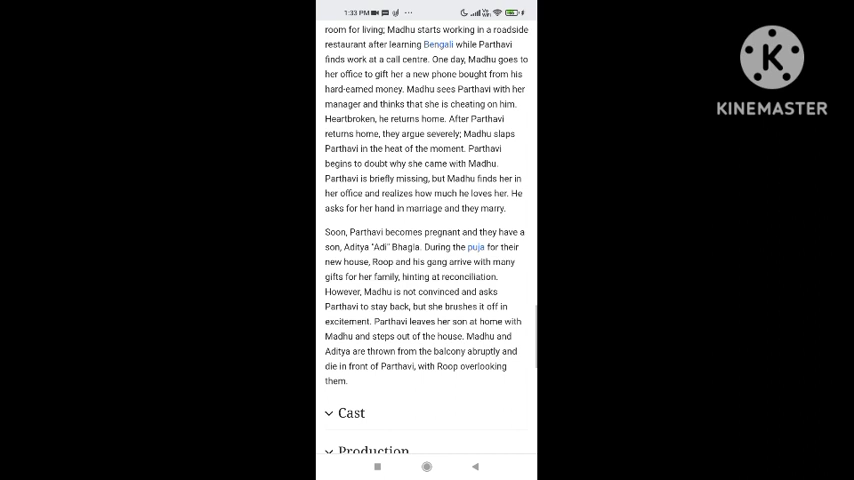 1:33 PM
room for living; Madhu starts working in a roadside
restaurant after learning Bengali while Parthavi
finds work at a call centre. One day, Madhu goes to
her office to gift her a new phone bought from his
hard-earned money. Madhu sees Parthavi with her
manager and thinks that she is cheating on him.
Heartbroken, he returns home. After Parthavi
returns home, they argue severely; Madhu slaps
Parthavi in the heat of the moment. Parthavi
begins to doubt why she came with Madhu.
Parthavi is briefly missing, but Madhu finds her in
her office and realizes how much he loves her. He
asks for her hand in marriage and they marry.
Soon, Parthavi becomes pregnant and they have a
son, Aditya "Adi" Bhagla. During the puja for their
new house, Roop and his gang arrive with many
gifts for her family, hinting at reconciliation.
However, Madhu is not convinced and asks
Parthavi to stay back, but she brushes it off in
excitement. Parthavi leaves her son at home with
Madhu and steps out of the house. Madhu and
Aditya are thrown from the balcony abruptly and
die in front of Parthavi, with Roop overlooking
them.
Cast
Production
K
KINEMASTER